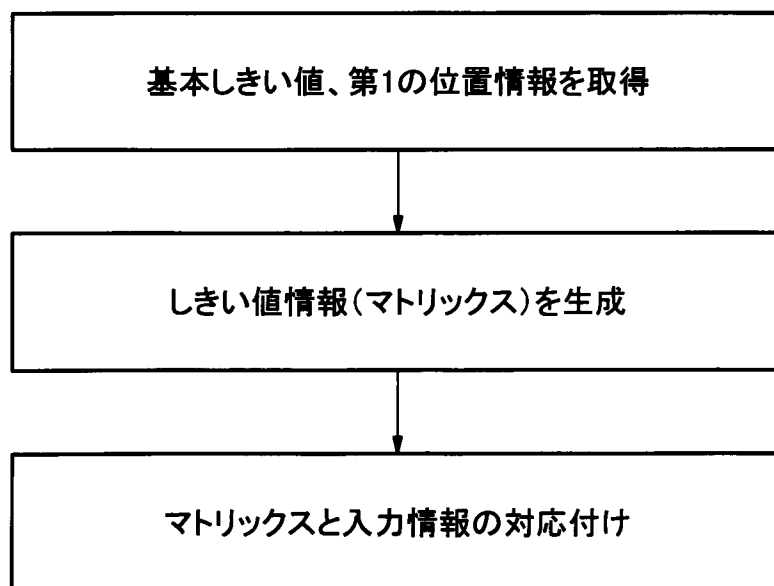 基本しきい値、第1の位置情報を取得
しきい値情報(マトリックス)を生成
マトリックスと入力情報の対応付け